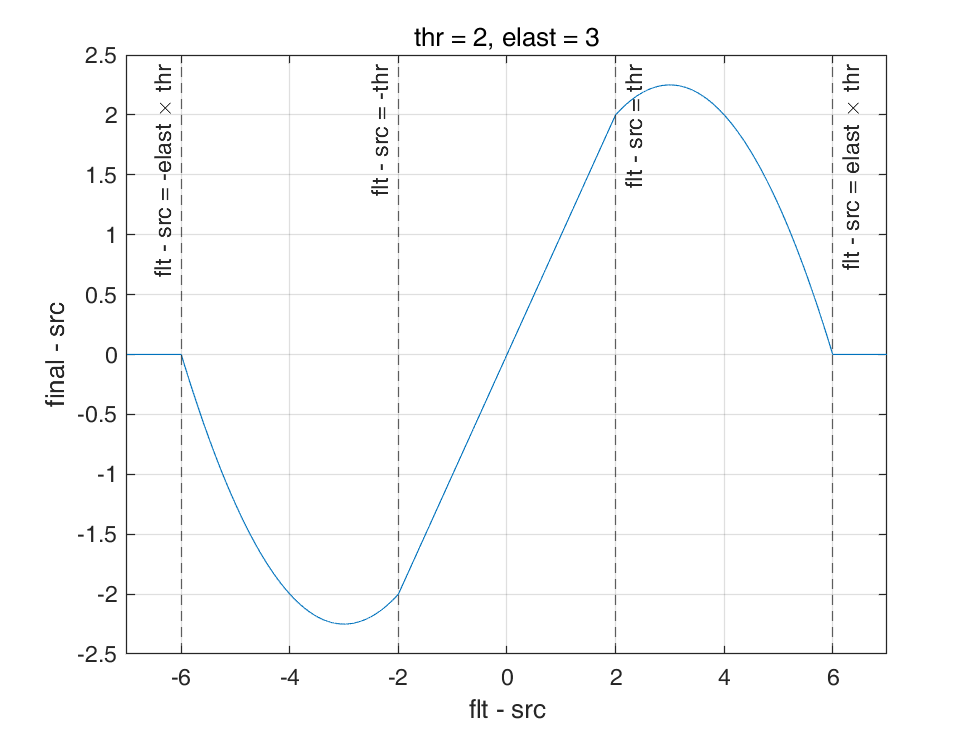 thr = 2, elast = 3
2.5
2
1.5
1
0.5
0
-0.5
-1
-1.5
-2
-2.5
final - src
flt - src = -elast × thr
flt - src = -thr
flt - src = thr
flt - src = elast × thr
-6
-4
-2
0
2
4
6
flt - src